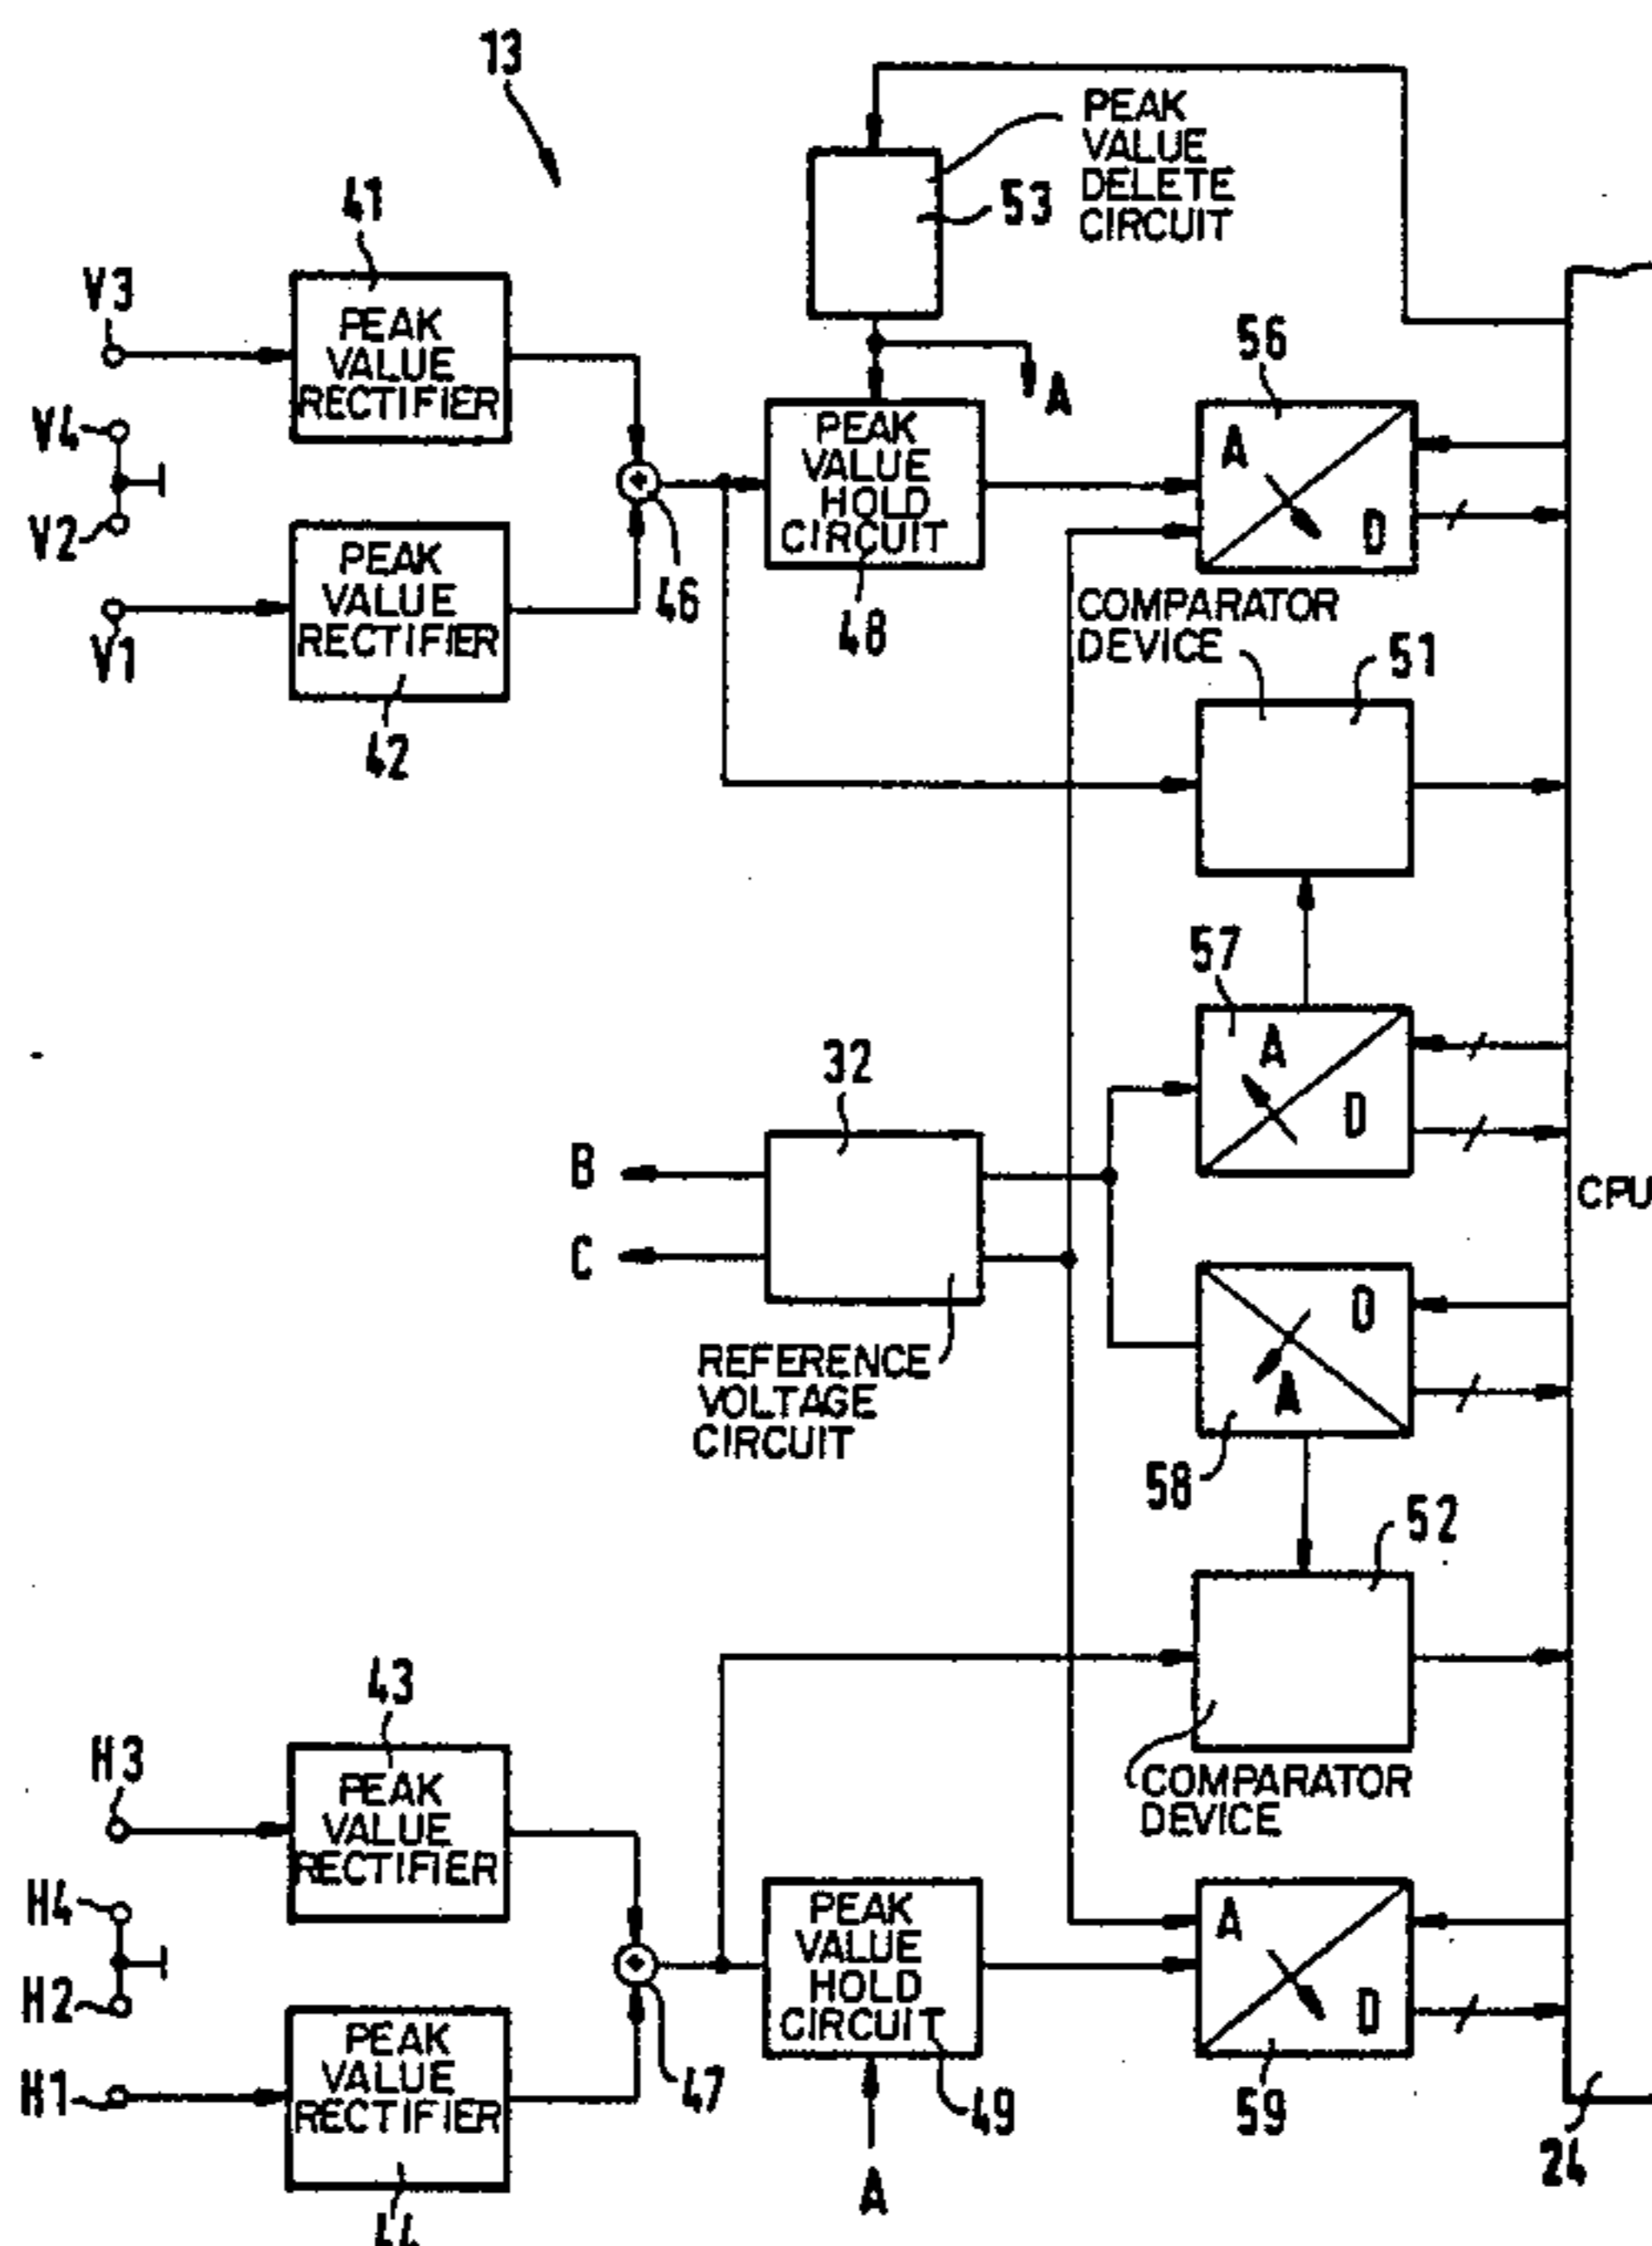 13
PEAK
VALUE
DELETE
CIRCUIT
53
41
V3
PEAK
VALUE
RECTIFIER
A
56
V4
PEAK
VALUE
HOLD
CIRCUIT
A
D
V2
PEAK
VALUE
RECTIFIER
46
48
COMPARATOR
DEVICE
V1
51
42
57
A
D
32
B
C
CPU
REFERENCE
VOLTAGE
CIRCUIT
D
A
58
52
43
H3
PEAK
VALUE
RECTIFIER
COMPARATOR
DEVICE
H4
PEAK
VALUE
HOLD
CIRCUIT
A
D
H2
PEAK
VALUE
RECTIFIER
H1
47
49
59
24
A
44